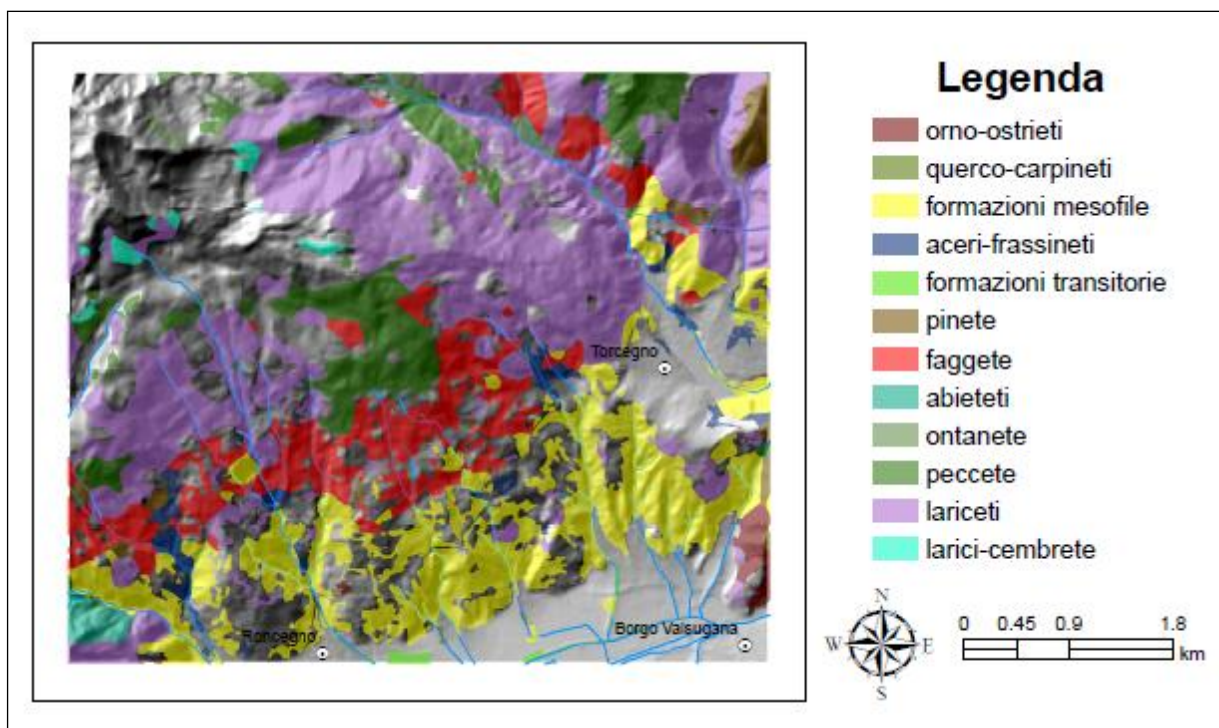 Legenda
orno-ostrieti
querco-carpineti
formazioni mesofile
aceri-frassineti
formazioni transitorie
pinete
faggete
abieteti
ontanete
peccete
lariceti
larici-cembrete
Torcegno
Roncegno
Borgo Valsugana
N
W E
S
0 0.45 0.9 1.8
km